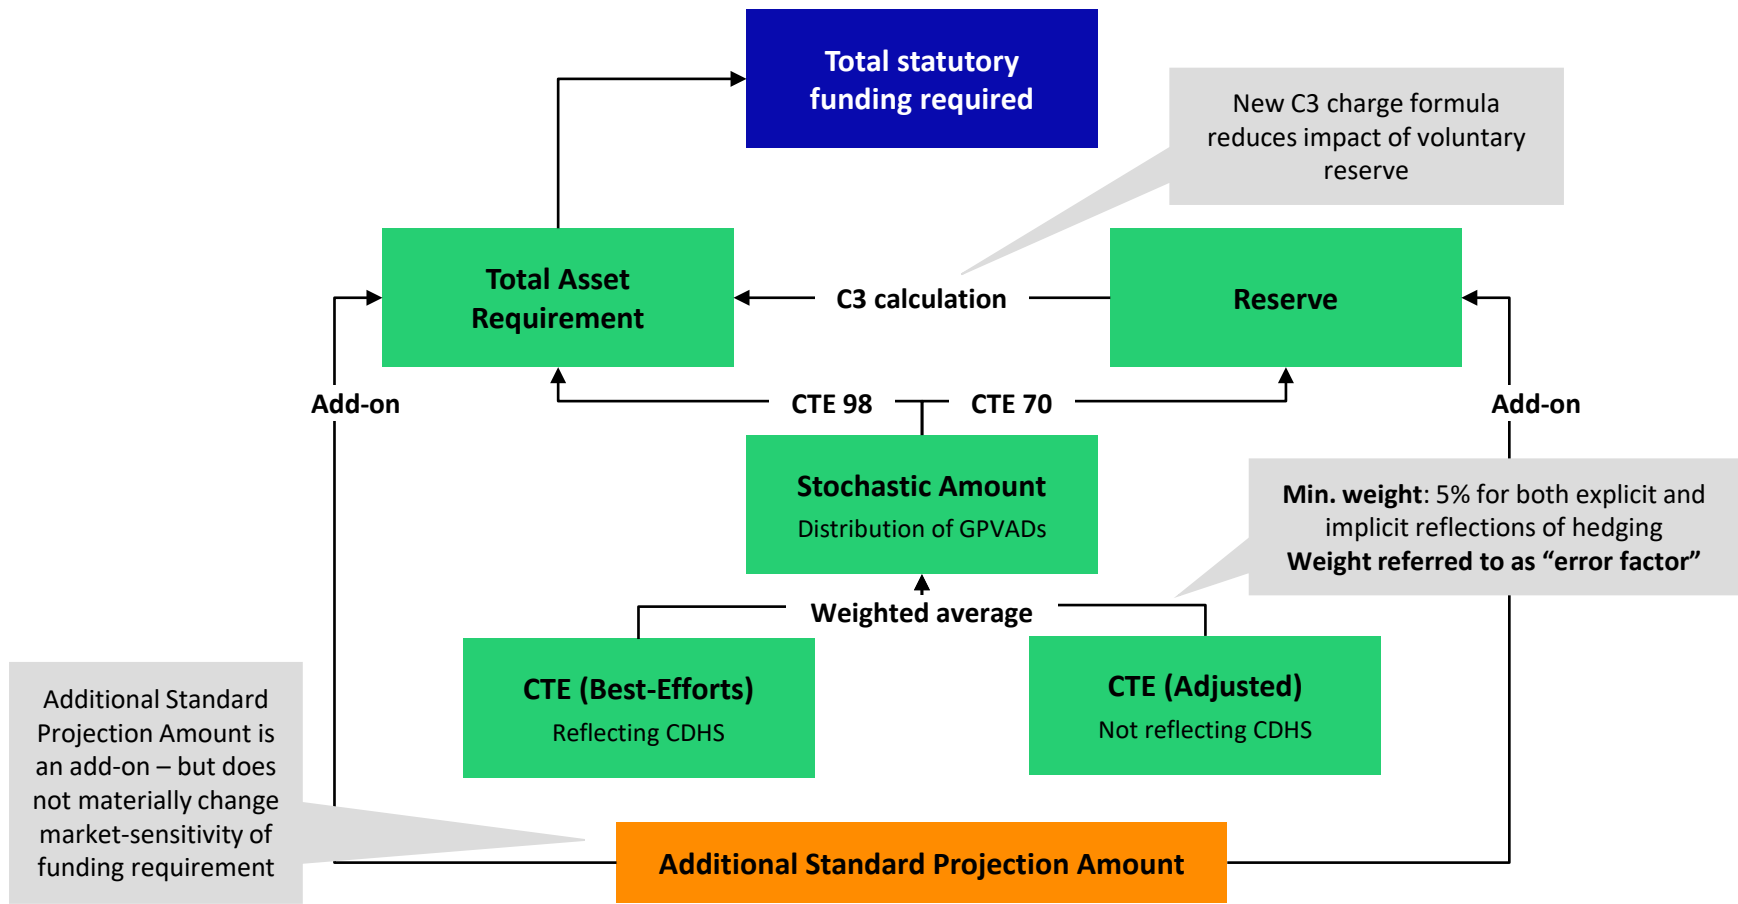 Total statutory
funding required
New C3 charge formula
reduces impact of voluntary
reserve
Total Asset
Requirement
C3 calculation
Reserve
Add-on
CTE 98
CTE 70
Add-on
Stochastic Amount
Distribution of GPVADs
Min. weight: 5% for both explicit and
implicit reflections of hedging
Weight referred to as “error factor”
Weighted average
CTE (Best-Efforts)
Reflecting CDHS
CTE (Adjusted)
Not reflecting CDHS
Additional Standard
Projection Amount is
an add-on – but does
not materially change
market-sensitivity of
funding requirement
Additional Standard Projection Amount